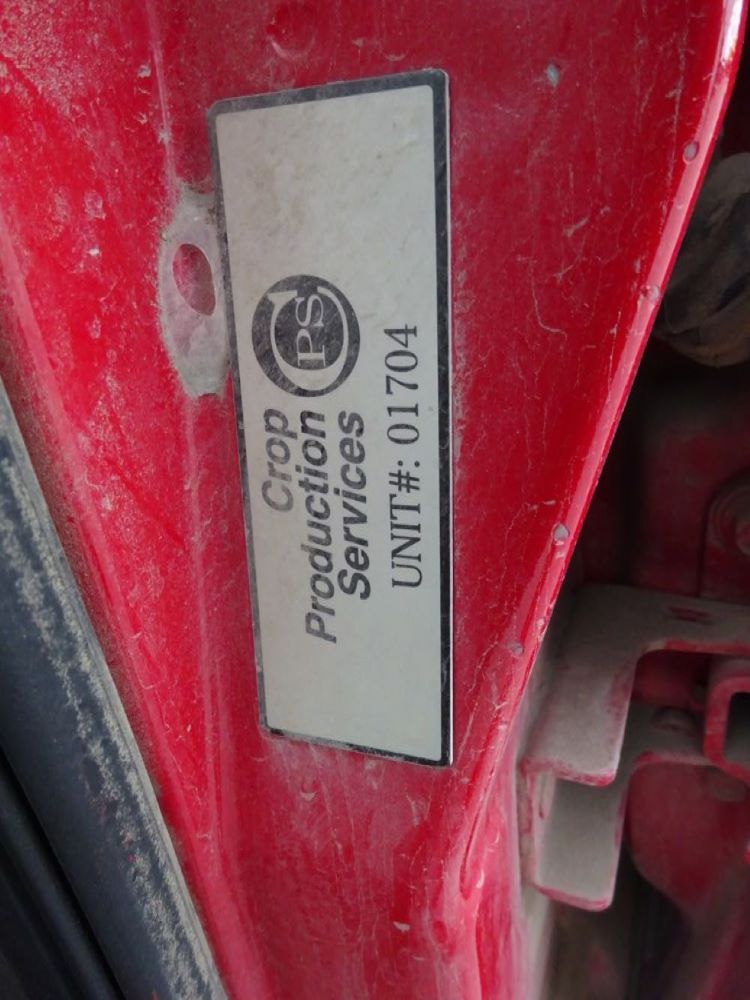 Crop
Production
Services
CPS
UNIT#: 01704